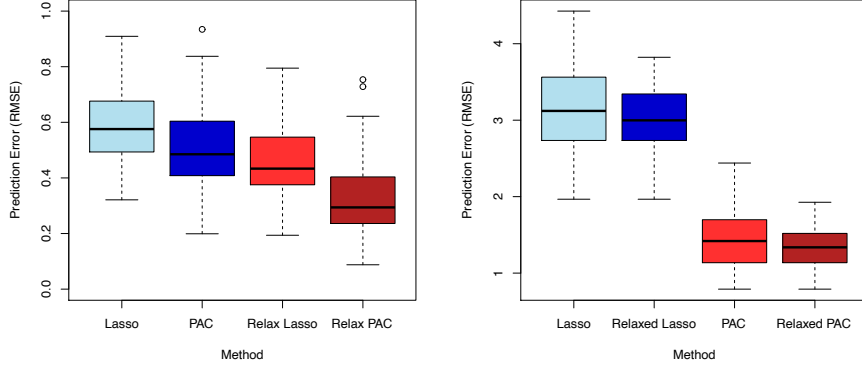 Prediction Error (RMSE)
1.0
0.8
0.6
0.4
0.2
0.0
Lasso PAC Relax Lasso Relax PAC
Method
Prediction Error (RMSE)
4
3
2
1
Lasso Relaxed Lasso PAC Relaxed PAC
Method